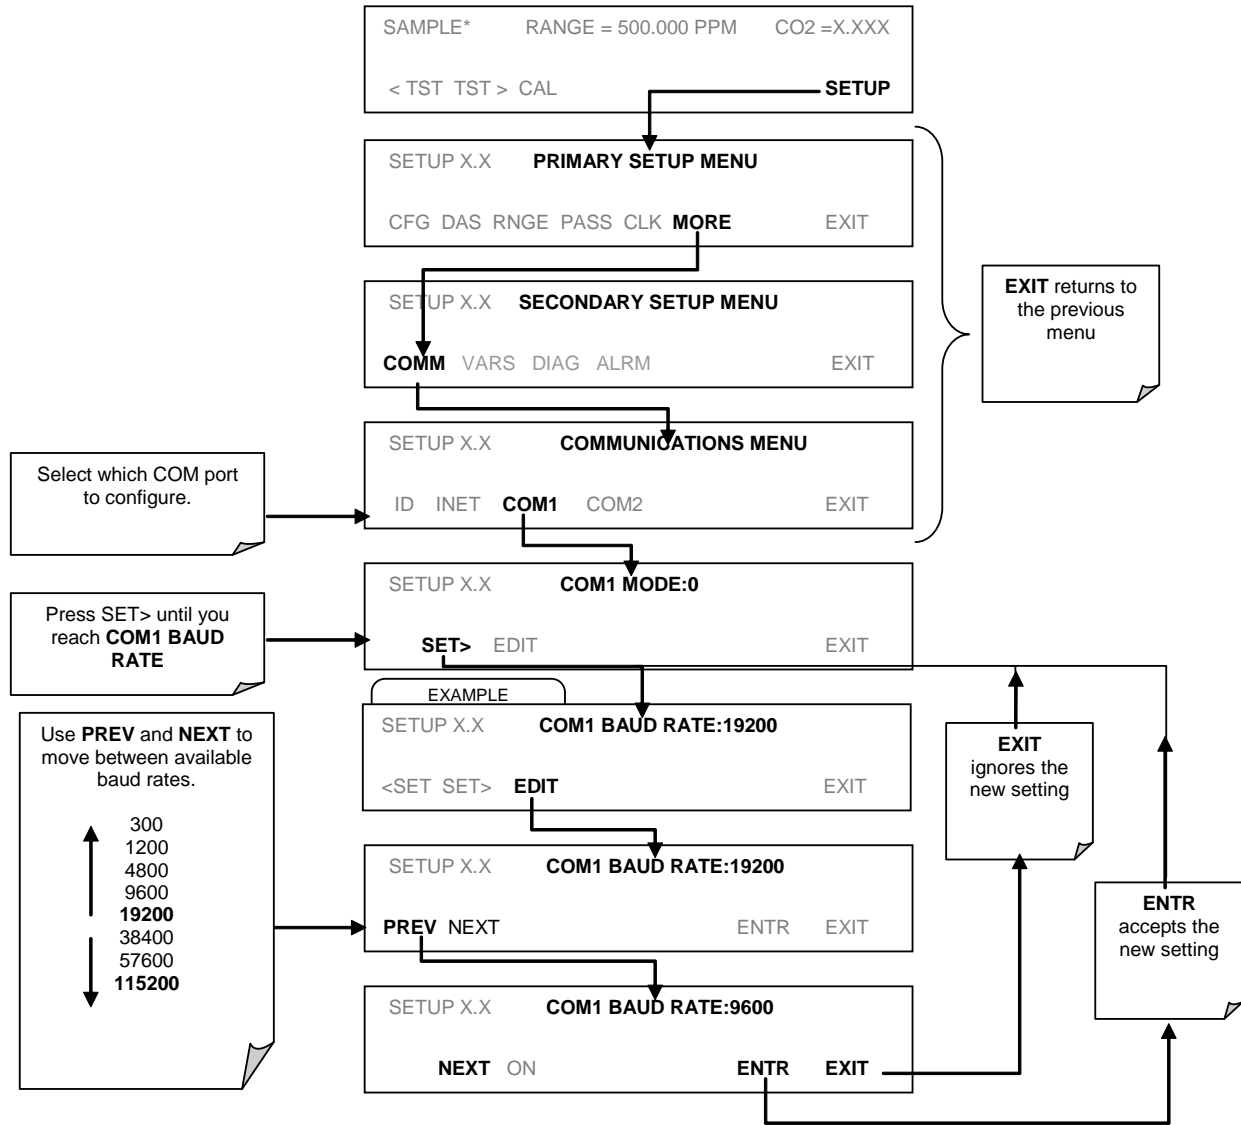 SAMPLE* RANGE = 500.000 PPM CO2 =X.XXX
< TST TST > CAL SETUP
SETUP X.X PRIMARY SETUP MENU
CFG DAS RNGE PASS CLK MORE EXIT
SETUP X.X SECONDARY SETUP MENU
COMM VARS DIAG ALRM EXIT
EXIT returns to
the previous
menu
SETUP X.X COMMUNICATIONS MENU
ID INET COM1 COM2 EXIT
Select which COM port
to configure.
SETUP X.X COM1 MODE:0
SET> EDIT EXIT
Press SET> until you
reach COM1 BAUD
RATE
EXAMPLE
SETUP X.X COM1 BAUD RATE:19200
<SET SET> EDIT EXIT
Use PREV and NEXT to
move between available
baud rates.
300
1200
4800
9600
19200
38400
57600
115200
EXIT
ignores the
new setting
SETUP X.X COM1 BAUD RATE:19200
PREV NEXT ENTR EXIT
ENTR
accepts the
new setting
SETUP X.X COM1 BAUD RATE:9600
NEXT ON ENTR EXIT